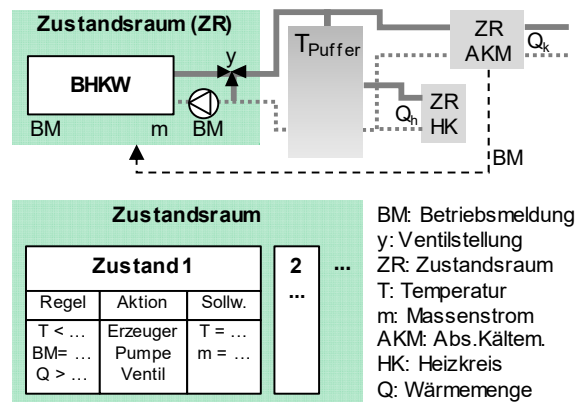 Zustandsraum (ZR)
BHKW
BM
m
y
BM
T Puffer
ZR
AKM
Qk
Qh
ZR
HK
BM
Zustandsraum
Zustand 1
Regel Aktion Sollw.
T < ... Erzeuger T = ...
BM= ... Pumpe m = ...
Q > ... Ventil
2
...
...
BM: Betriebsmeldung
y: Ventilstellung
ZR: Zustandsraum
T: Temperatur
m: Massenstrom
AKM: Abs.Kältem.
HK: Heizkreis
Q: Wärmemenge